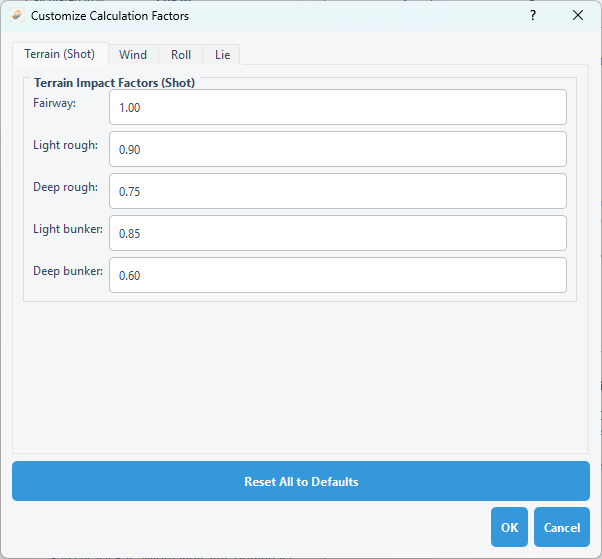 Customize Calculation Factors
?
Terrain (Shot) Wind Roll Lie
Terrain Impact Factors (Shot)
Fairway: 1.00
Light rough: 0.90
Deep rough: 0.75
Light bunker: 0.85
Deep bunker: 0.60
Reset All to Defaults
OK Cancel